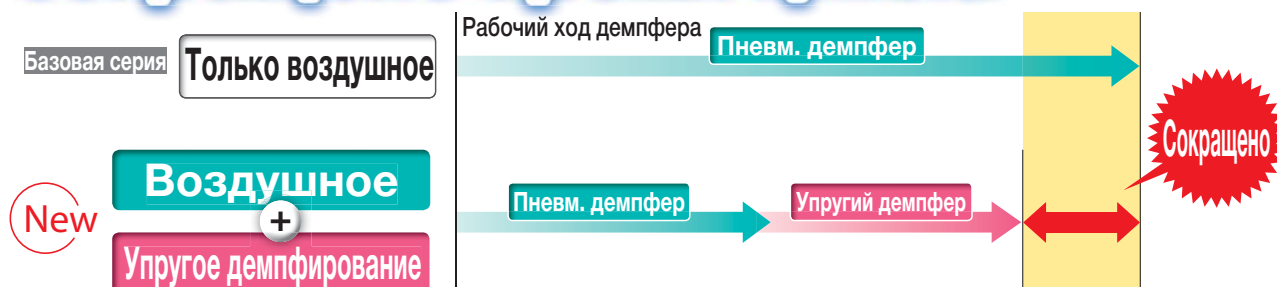 Рабочий ход демпфера
Базовая серия
Только воздушное
Пневм. демпфер
Сокращено
New
Воздушное
+
Упругое демпфирование
Пневм. демпфер
Упругий демпфер